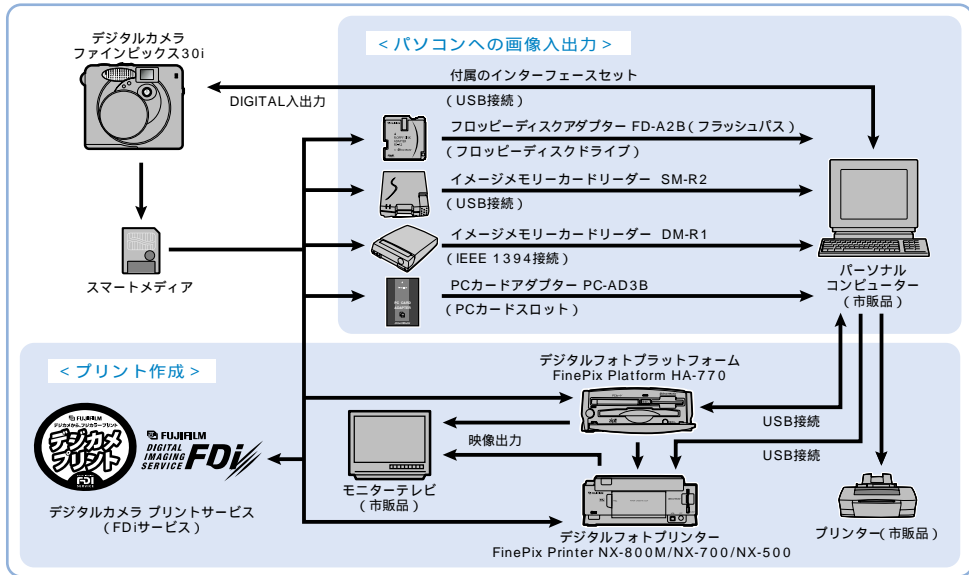 デジタルカメラ
ファインピックス30i
<パソコンへの画像入出力>
付属のインターフェースセット
(USB接続)
DIGITAL入出力
フロッピーディスクアダプター FD-A2B(フラッシュパス)
(フロッピーディスクドライブ)
イメージメモリーカードリーダー SM-R2
(USB接続)
イメージメモリーカードリーダー DM-R1
(IEEE 1394接続)
PCカードアダプター PC-AD3B
(PCカードスロット)
PC CARD
ADAPTER
スマートメディア
パーソナル
コンピューター
(市販品)
<プリント作成>
デジタルフォトプラットフォーム
FinePix Platform HA-770
USB接続
USB接続
映像出力
FUJIFILM
デジカメ
プリント
FDi
SERVICE
FUJIFILM
DIGITAL
IMAGING
SERVICE
FDi
デジタルカメラ プリントサービス
(FDiサービス)
モニターテレビ
(市販品)
デジタルフォトプリンター
FinePix Printer NX-800M/NX-700/NX-500
プリンター(市販品)